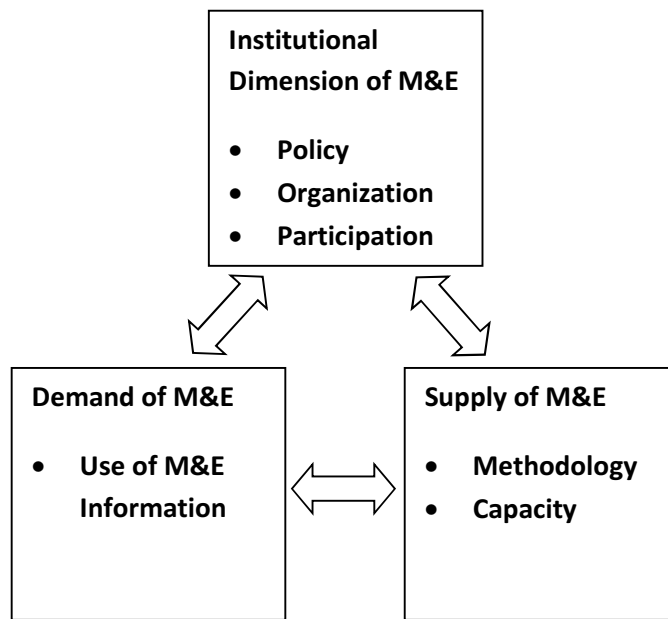 Institutional
Dimension of M&E
• Policy
• Organization
• Participation
Demand of M&E
• Use of M&E
Information
Supply of M&E
• Methodology
• Capacity